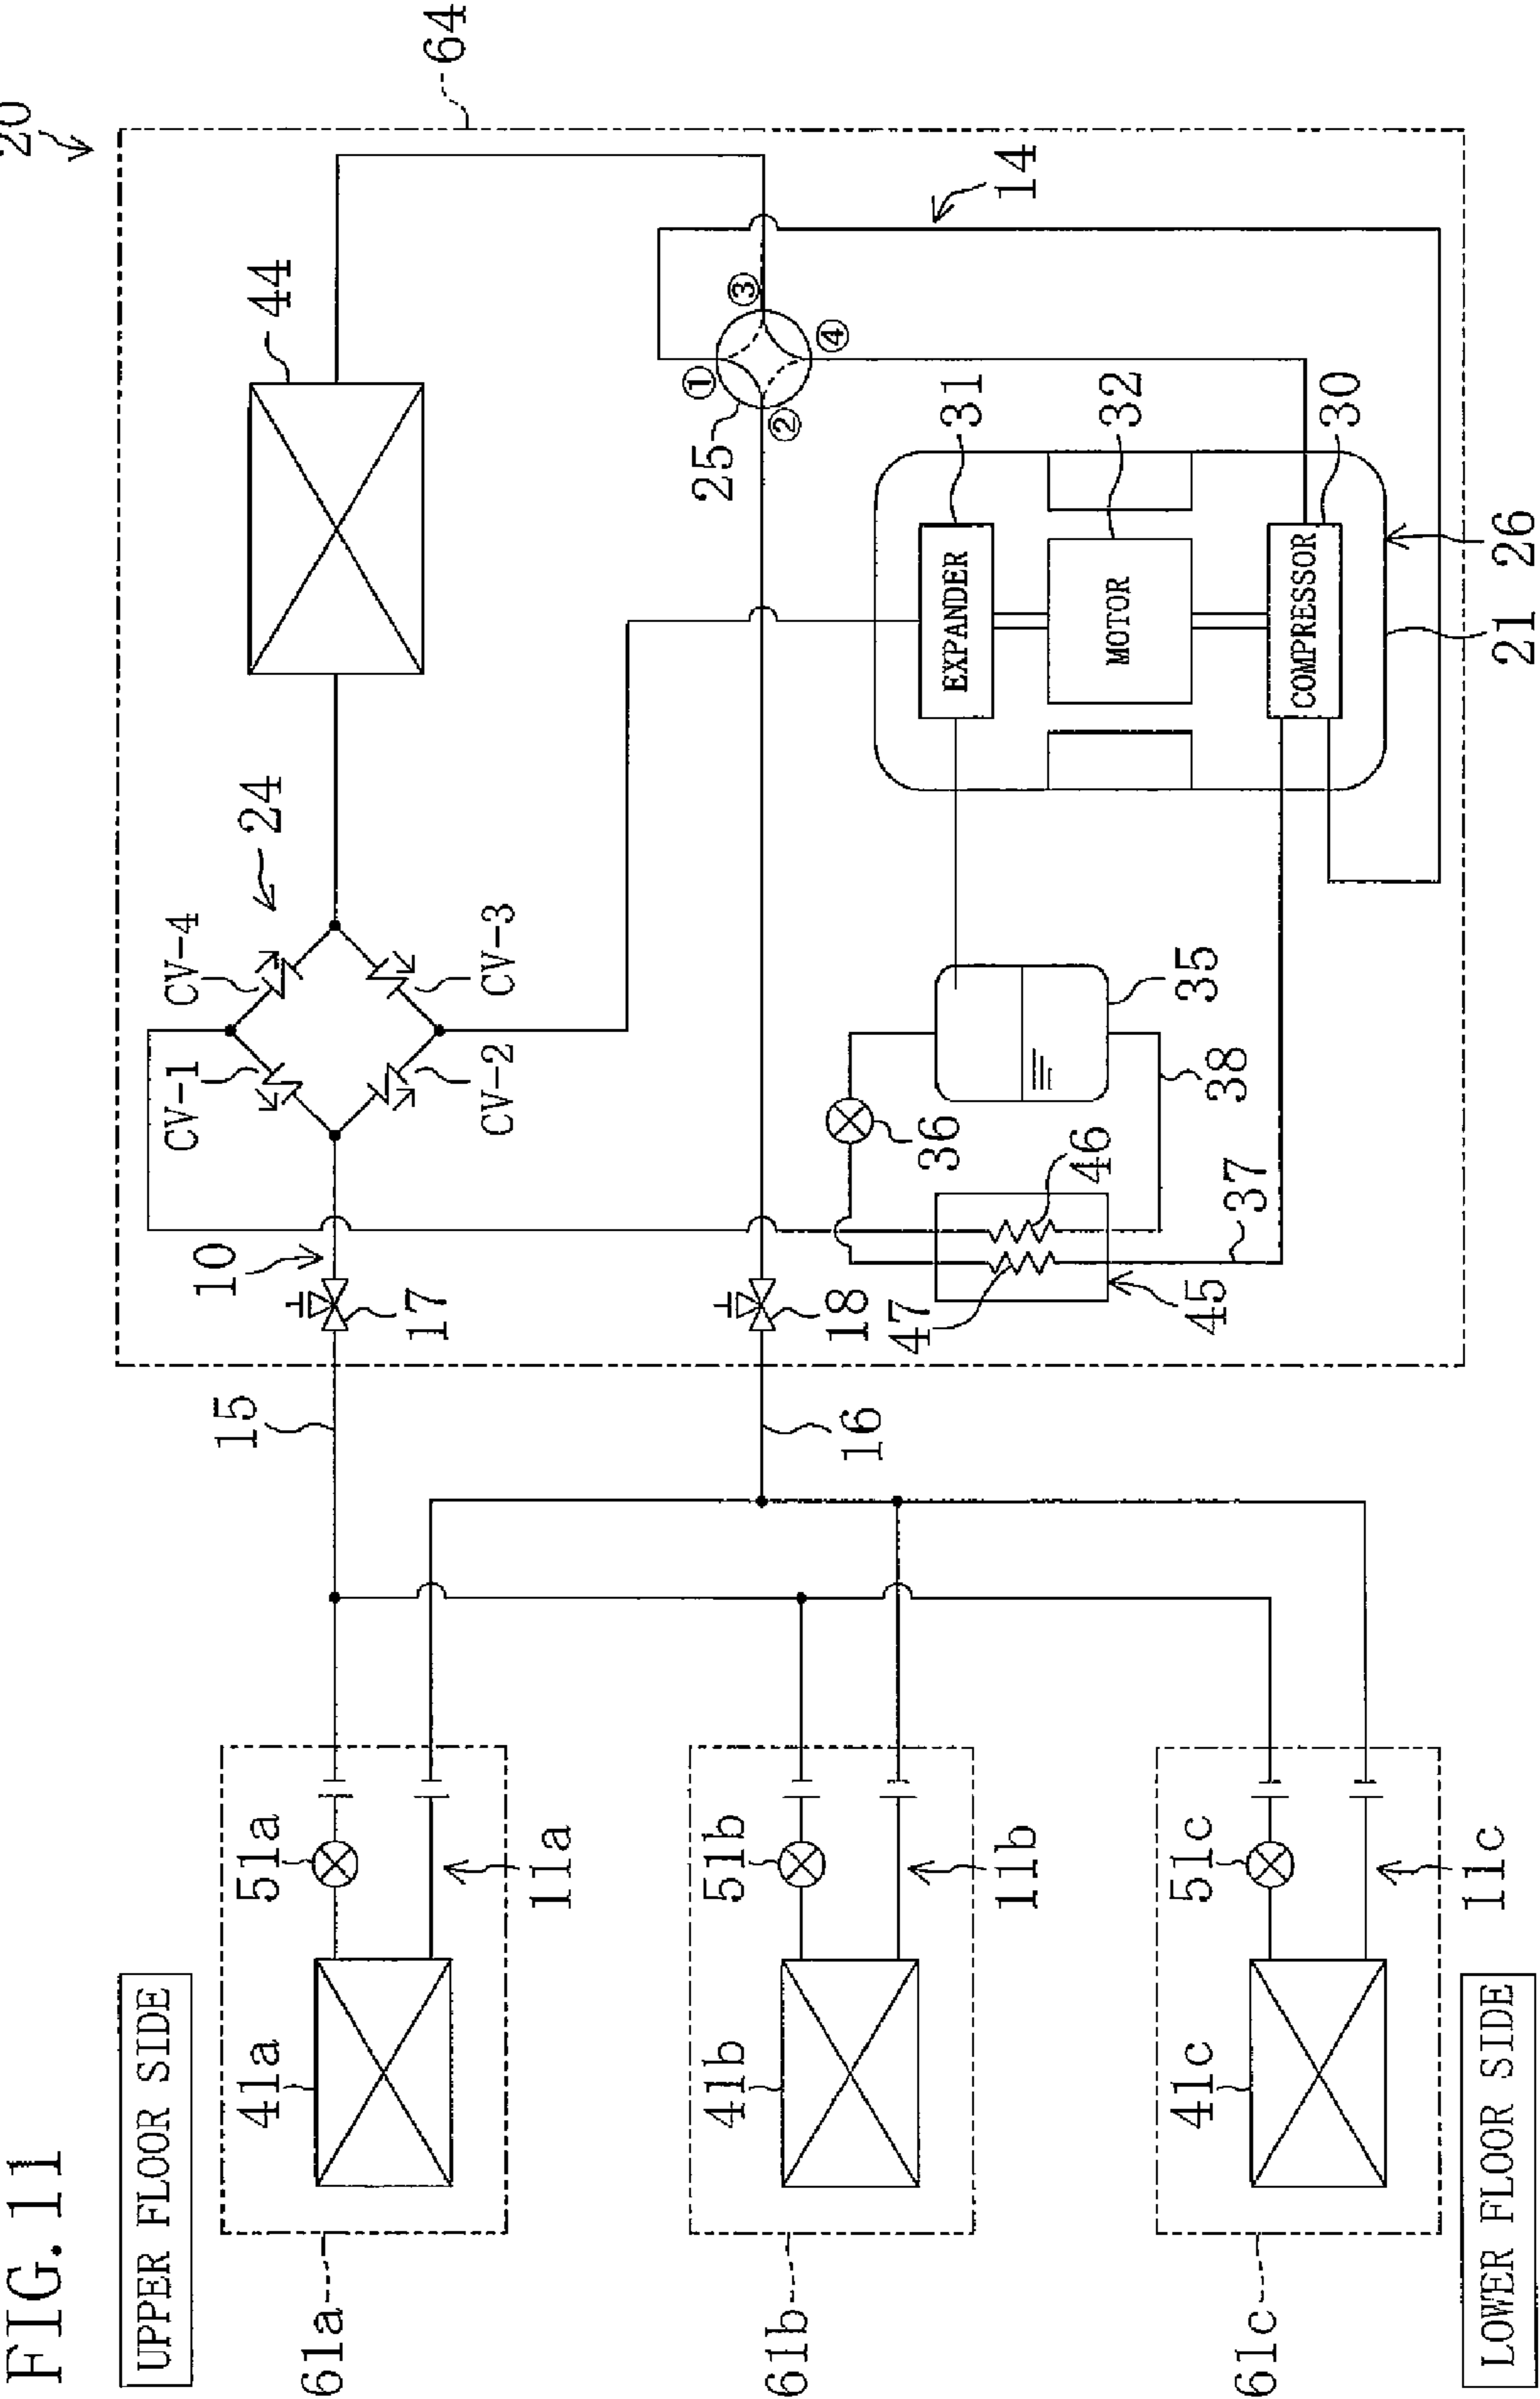 FIG. 11
UPPER FLOOR SIDE
LOWER FLOOR SIDE
20
64
44
24
CV-4
CV-3
CV-1
CV-2
10
17
15
16
18
25
①
②
③
④
14
31
32
30
EXPANDER
MOTOR
COMPRESSOR
26
21
35
38
36
46
47
45
37
61a
41a
51a
11a
61b
41b
51b
11b
61c
41c
51c
11c